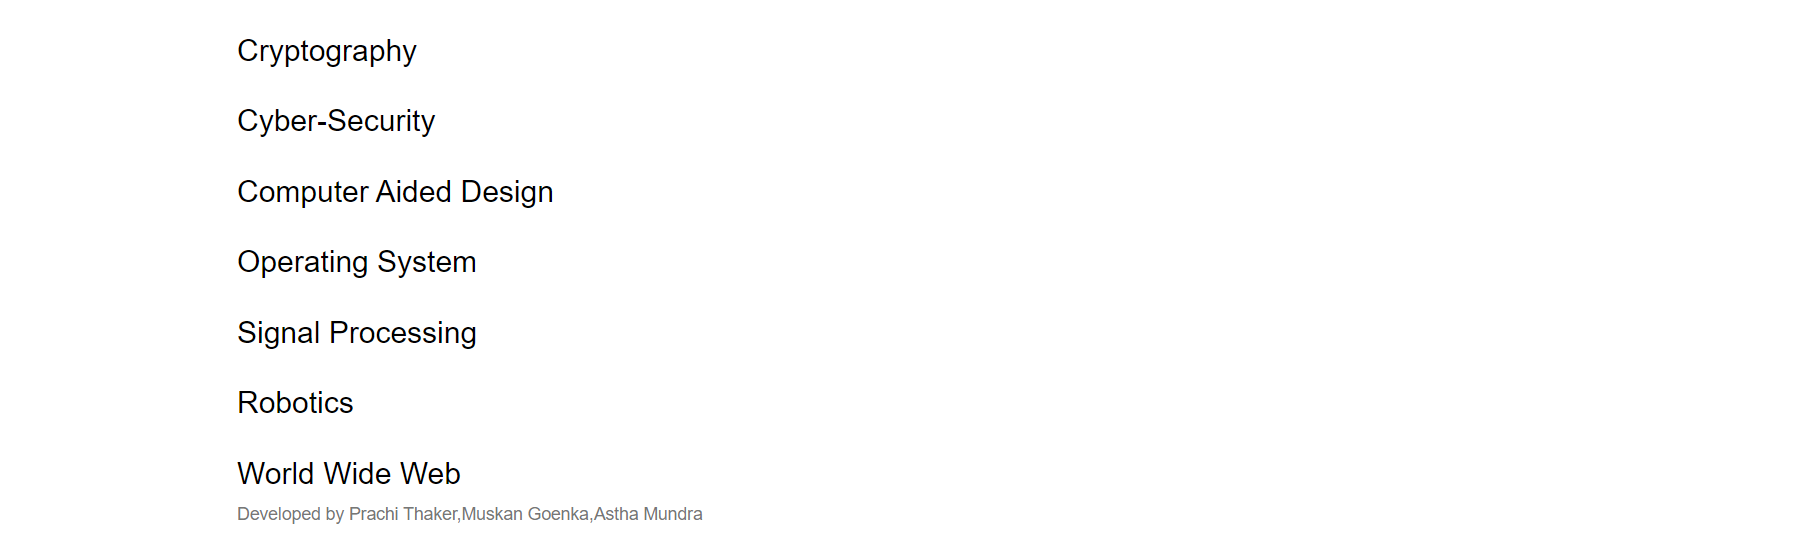 Cryptography
Cyber-Security
Computer Aided Design
Operating System
Signal Processing
Robotics
World Wide Web
Developed by Prachi Thaker,Muskan Goenka,Astha Mundra